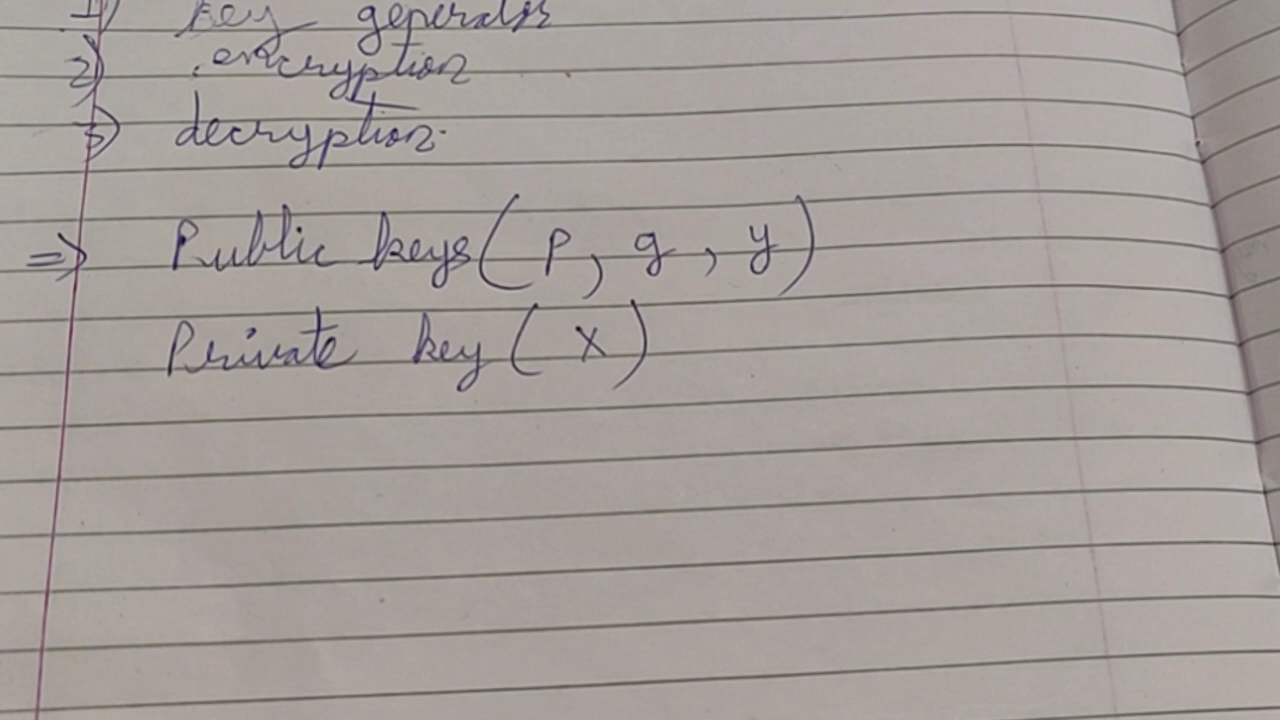 1) key generator
2) encryption
3) decryption.
=> Public keys (P, g, y)
Private key (x)